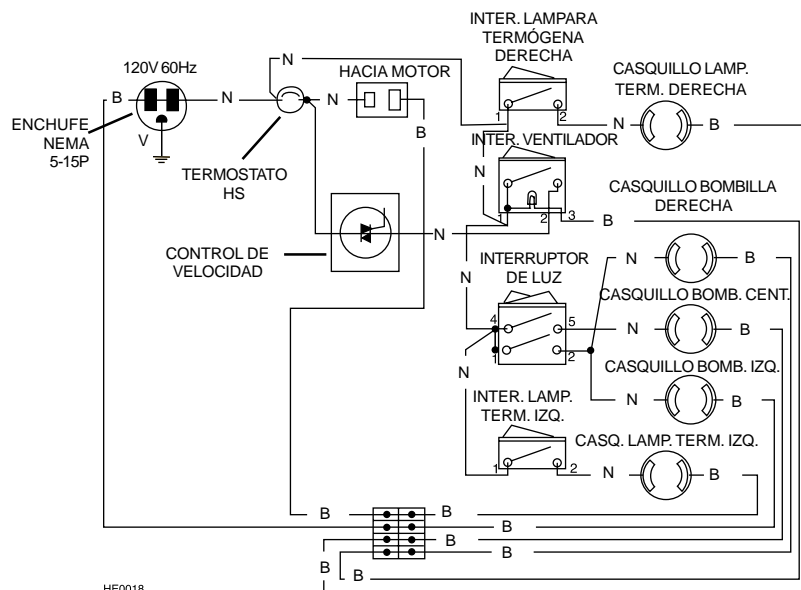 INTER. LAMPARA
TERMÓGENA
DERECHA
120V 60Hz
HACIA MOTOR
CASQUILLO LAMP.
TERM. DERECHA
N
B
N
N
1
2
N
B
ENCHUFE
NEMA
5-15P
V
B
INTER. VENTILADOR
TERMOSTATO
HS
N
CASQUILLO BOMBILLA
DERECHA
1
2
3
B
CONTROL DE
VELOCIDAD
N
INTERRUPTOR
DE LUZ
N
B
N
CASQUILLO BOMB. CENT.
4
5
N
B
1
2
CASQUILLO BOMB. IZQ.
N
INTER. LAMP.
TERM. IZQ.
N
B
CASQ. LAMP. TERM. IZQ.
1
2
N
B
B
B
B
B
B
B
B
B
HE0018